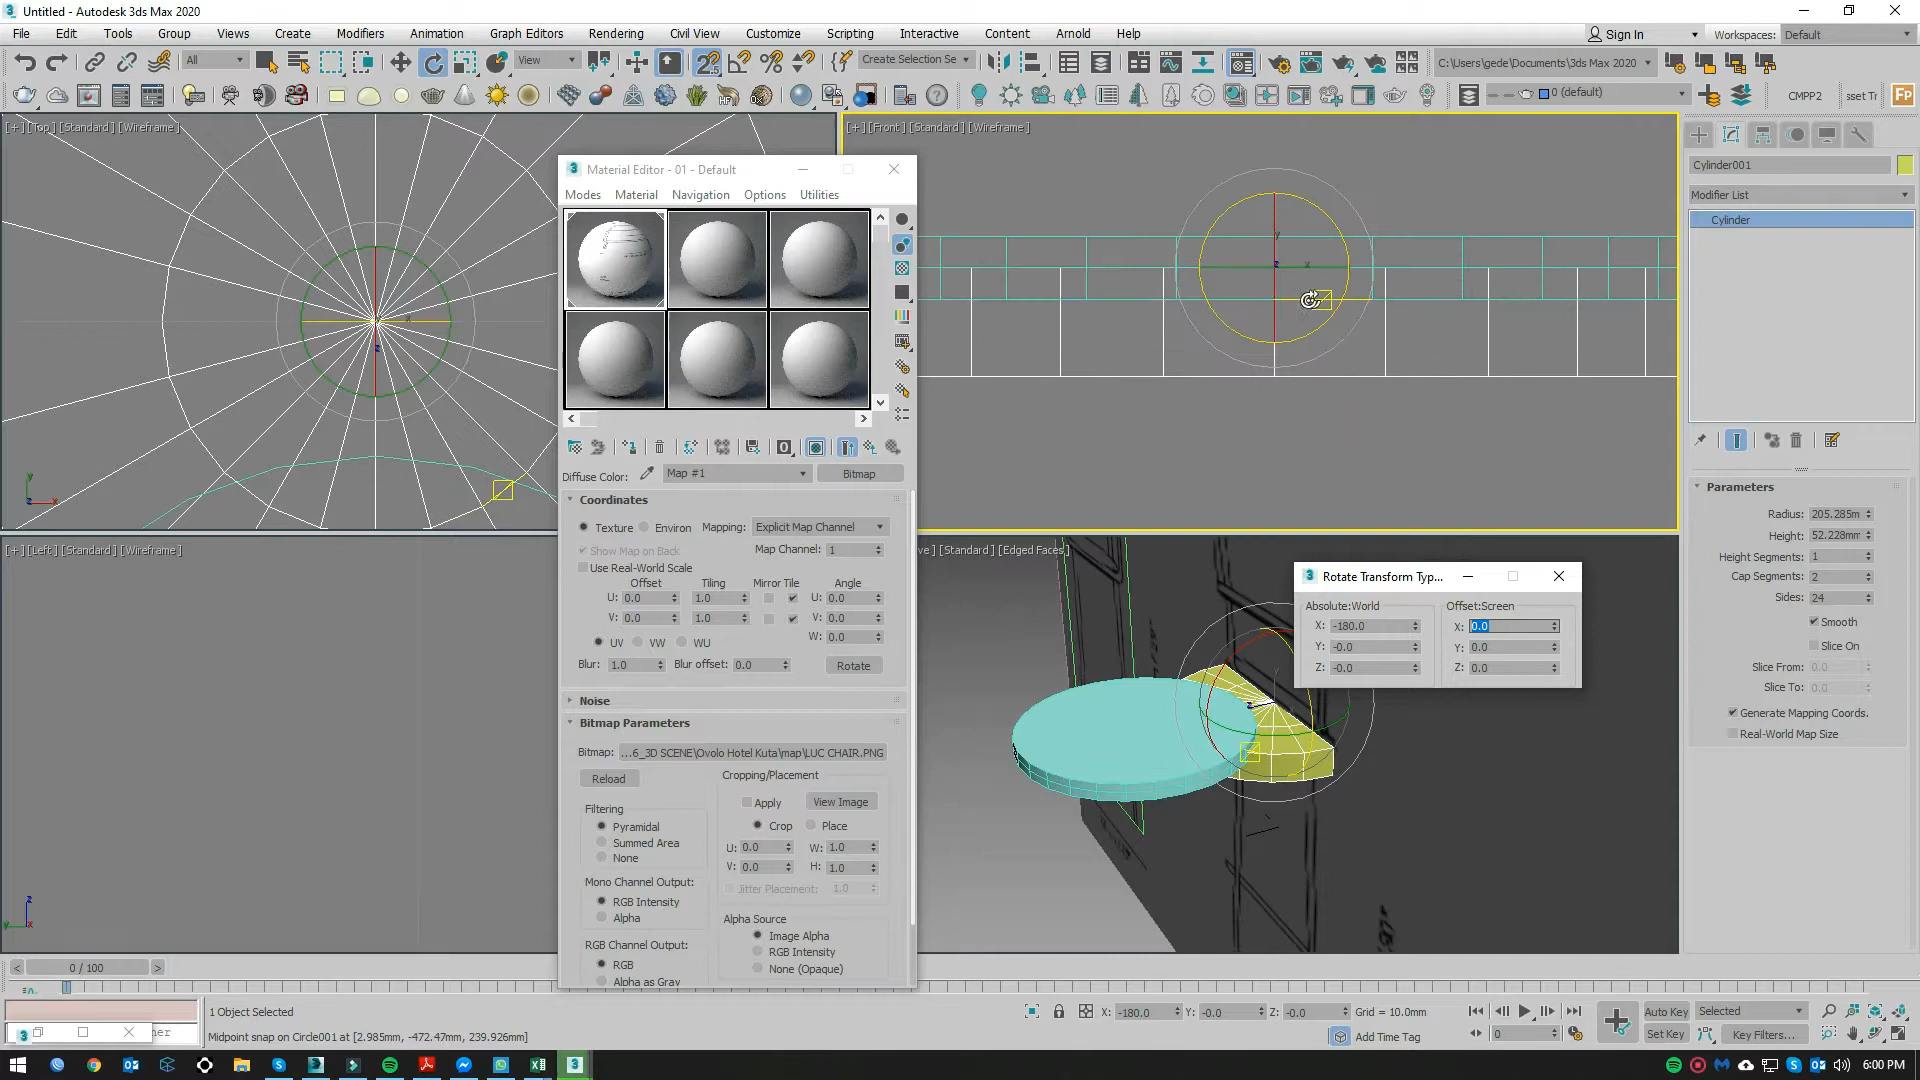 Untitled - Autodesk 3ds Max 2020
File Edit Tools Group Views Create Modifiers Animation Graph Editors Rendering Civil View Customize Scripting Interactive Content Arnold Help
Sign In Workspaces: Default
All View Create Selection Se C:\Users\gede\Documents\3ds Max 2020
0 (default) CMPP2 sset Tr Fp
[+] [Top] [Standard] [Wireframe]
[+] [Front] [Standard] [Wireframe]
Cylinder001
Modifier List
Cylinder
Material Editor - 01 - Default
Modes Material Navigation Options Utilities
Diffuse Color: Map #1 Bitmap
Coordinates
Texture Environ Mapping: Explicit Map Channel
Show Map on Back Map Channel: 1
Use Real-World Scale
Offset Tiling Mirror Tile Angle
U: 0.0 1.0 U: 0.0
V: 0.0 1.0 V: 0.0
UV VW WU W: 0.0
Blur: 1.0 Blur offset: 0.0 Rotate
Noise
Bitmap Parameters
Bitmap: ...6_3D SCENE\Ovolo Hotel Kuta\map\LUC CHAIR.PNG
Reload
Cropping/Placement
Apply View Image
Filtering
Pyramidal
Summed Area
None
Crop Place
U: 0.0 W: 1.0
V: 0.0 H: 1.0
Jitter Placement: 1.0
Mono Channel Output:
RGB Intensity
Alpha
Alpha Source
Image Alpha
RGB Intensity
None (Opaque)
RGB Channel Output:
RGB
Alpha as Gray
[+] [Left] [Standard] [Wireframe]
ve] [Standard] [Edged Faces]
Rotate Transform Typ...
Absolute:World Offset:Screen
X: -180.0 X: 0.0
Y: -0.0 Y: 0.0
Z: -0.0 Z: 0.0
Parameters
Radius: 205.285m
Height: 52.228mm
Height Segments: 1
Cap Segments: 2
Sides: 24
Smooth
Slice On
Slice From: 0.0
Slice To: 0.0
Generate Mapping Coords.
Real-World Map Size
0 / 100
1 Object Selected
X: -180.0 Y: -0.0 Z: -0.0 Grid = 10.0mm
Auto Key Selected
Midpoint snap on Circle001 at [2.985mm, -472.47mm, 239.926mm]
Add Time Tag
0
Set Key Key Filters...
6:00 PM